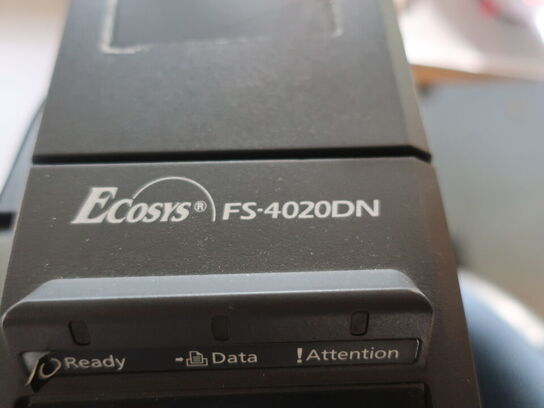 ECOSYS® FS-4020DN
Ready Data !Attention